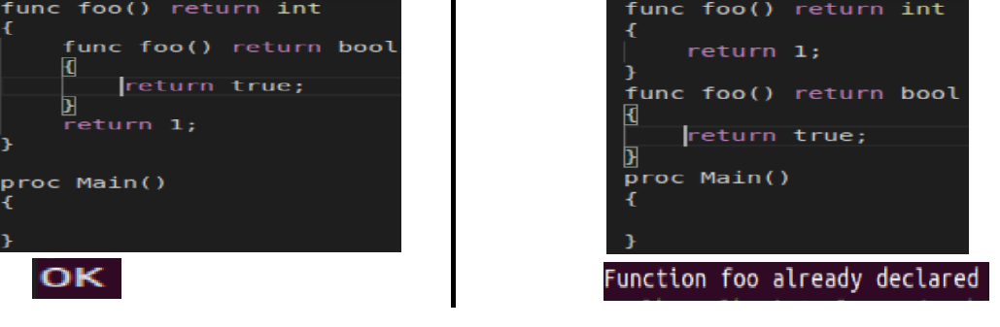 func foo() return int
{
func foo() return bool
{
return true;
}
return 1;
}
proc Main()
{
}
OK
func foo() return int
{
return 1;
}
func foo() return bool
{
return true;
}
proc Main()
{
}
Function foo already declared